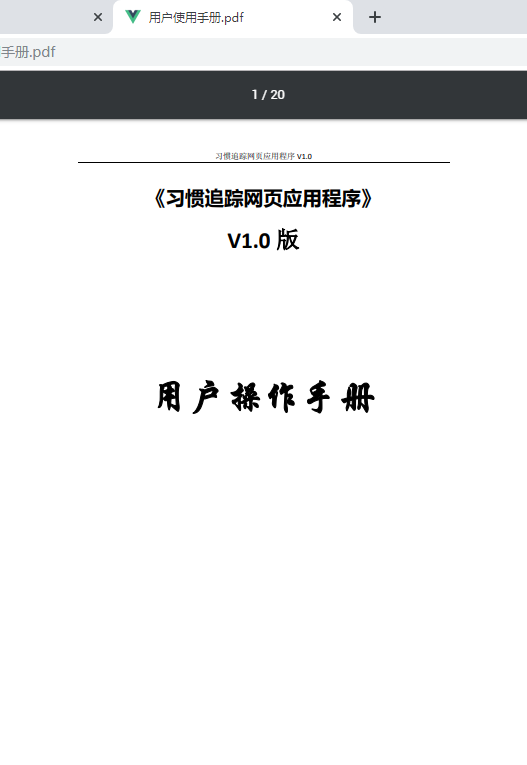 用户使用手册.pdf
手册.pdf
1 / 20
习惯追踪网页应用程序 V1.0
《习惯追踪网页应用程序》
V1.0 版
用户操作手册